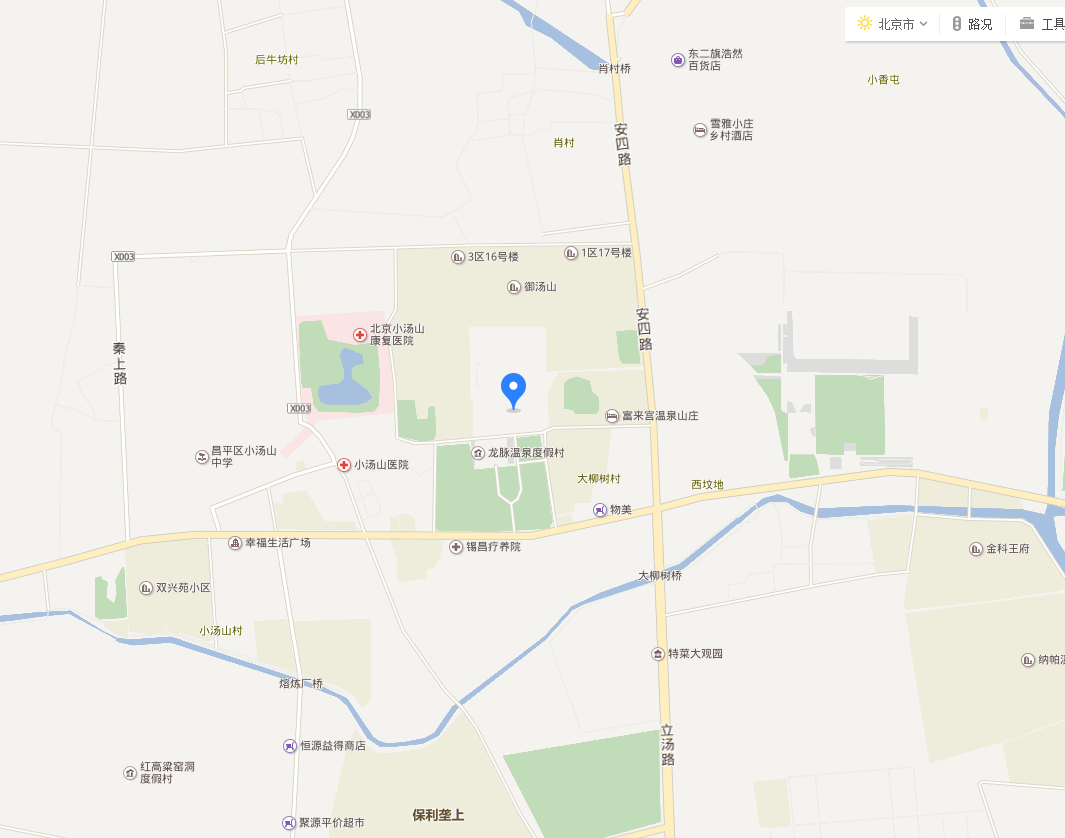 北京市
路况
工具
东二旗浩然
百货店
后牛坊村
肖村桥
小香屯
X003
雪雅小庄
乡村酒店
安四路
肖村
X003
3区16号楼
1区17号楼
御汤山
安四路
北京小汤山
康复医院
秦上路
X003
富来宫温泉山庄
昌平区小汤山
中学
龙脉温泉度假村
小汤山医院
大柳树村
西坟地
物美
幸福生活广场
锡昌疗养院
金科王府
大柳树桥
双兴苑小区
小汤山村
特菜大观园
纳帕
熔炼厂桥
恒源益得商店
立汤路
红高粱窑洞
度假村
保利垄上
聚源平价超市